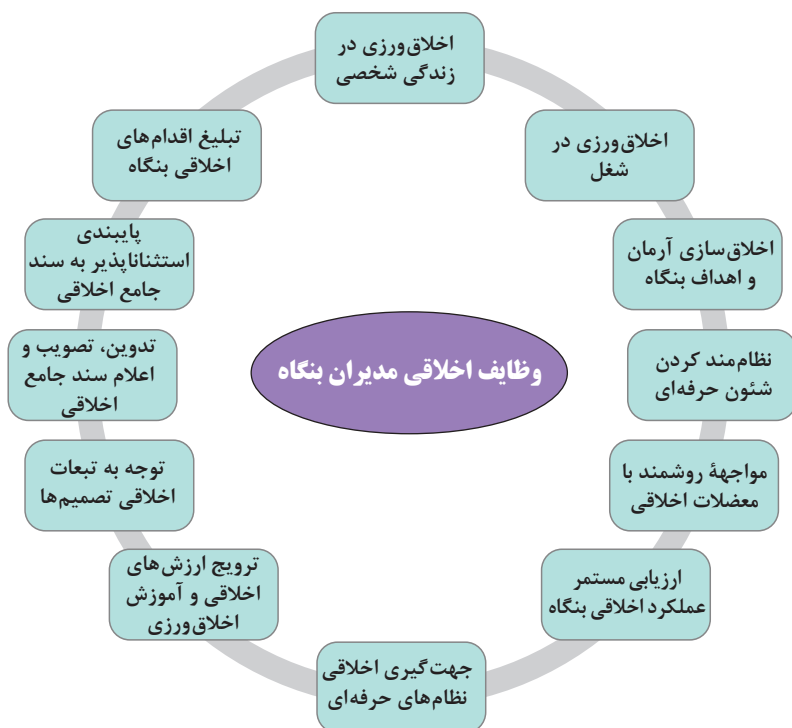 اخلاق‌ورزی در
زندگی شخصی
اخلاق‌ورزی در
شغل
اخلاق‌سازی آرمان
و اهداف بنگاه
نظام‌مند کردن
شئون حرفه‌ای
مواجههٔ روشمند با
معضلات اخلاقی
ارزیابی مستمر
عملکرد اخلاقی بنگاه
جهت‌گیری اخلاقی
نظام‌های حرفه‌ای
ترویج ارزش‌های
اخلاقی و آموزش
اخلاق‌ورزی
توجه به تبعات
اخلاقی تصمیم‌ها
تدوین، تصویب و
اعلام سند جامع
اخلاقی
پایبندی
استثناناپذیر به سند
جامع اخلاقی
تبلیغ اقدام‌های
اخلاقی بنگاه
وظایف اخلاقی مدیران بنگاه